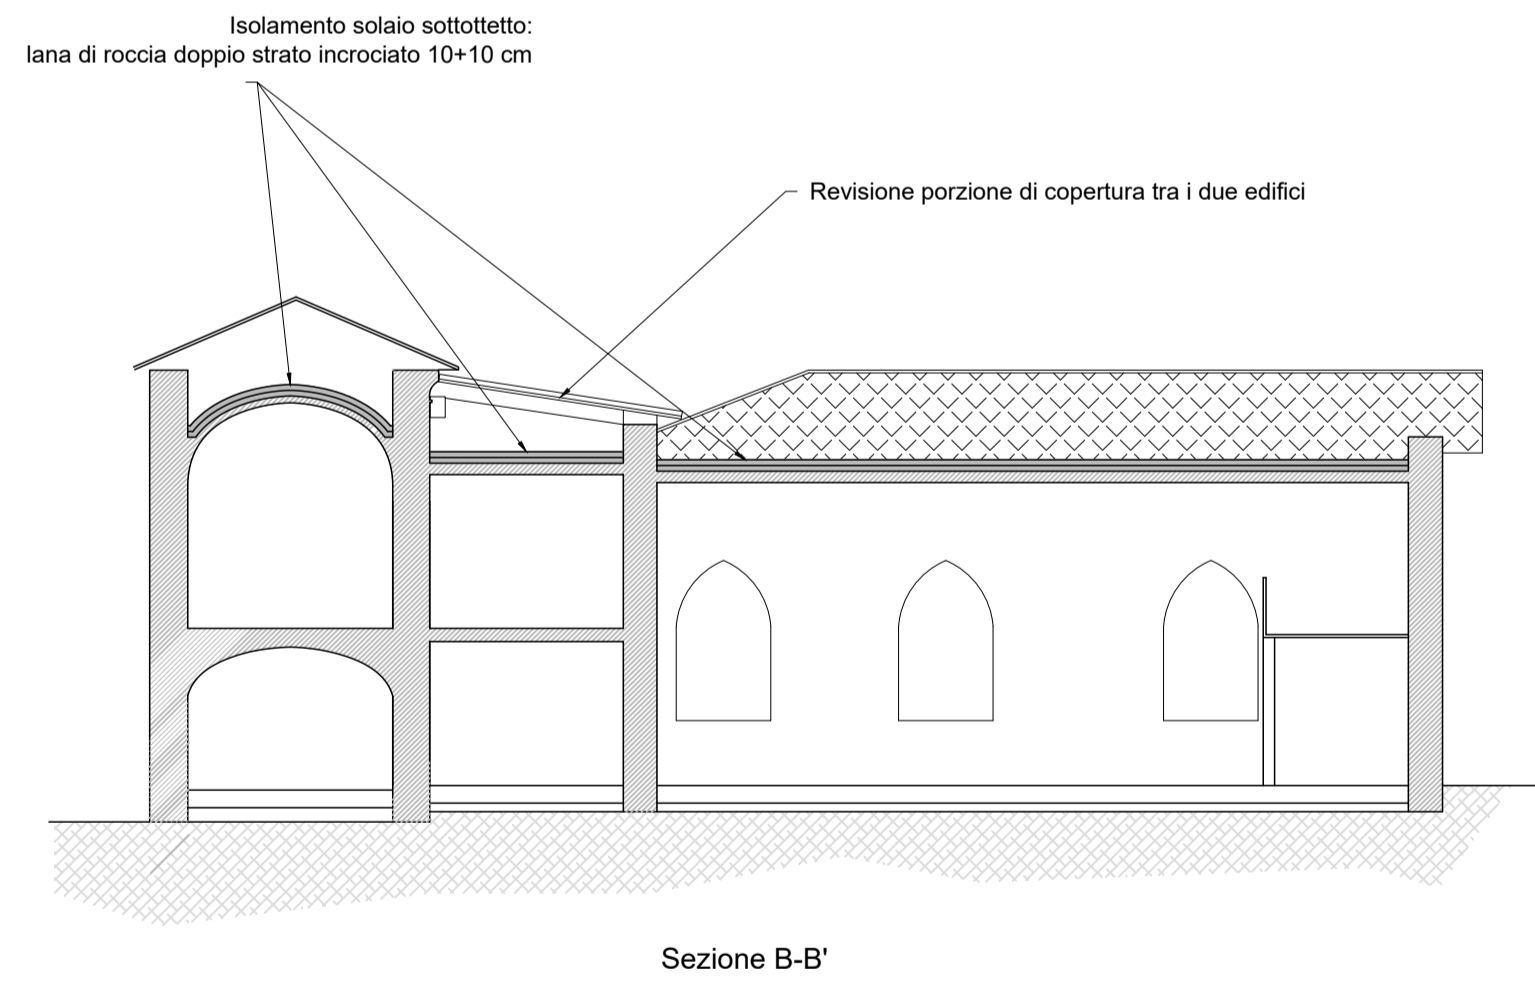 Isolamento solaio sottottetto:
lana di roccia doppio strato incrociato 10+10 cm
Revisione porzione di copertura tra i due edifici
Sezione B-B'